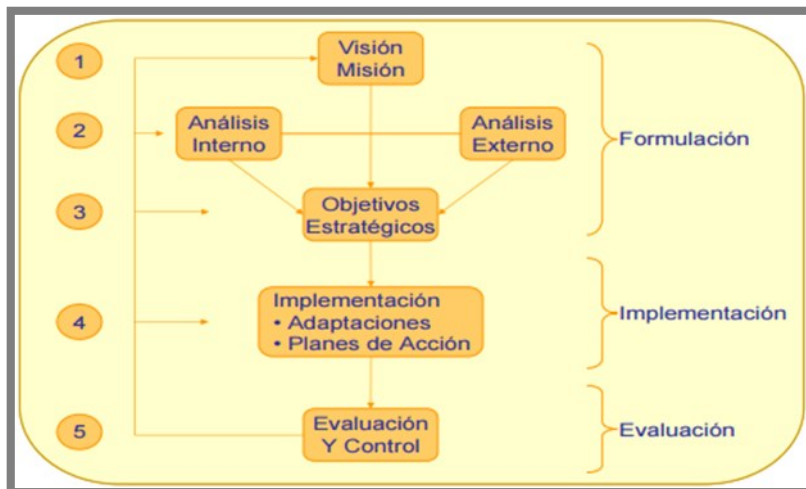 1
Visión
Misión
2
Análisis
Interno
Análisis
Externo
Formulación
3
Objetivos
Estratégicos
4
Implementación
• Adaptaciones
• Planes de Acción
Implementación
5
Evaluación
Y Control
Evaluación